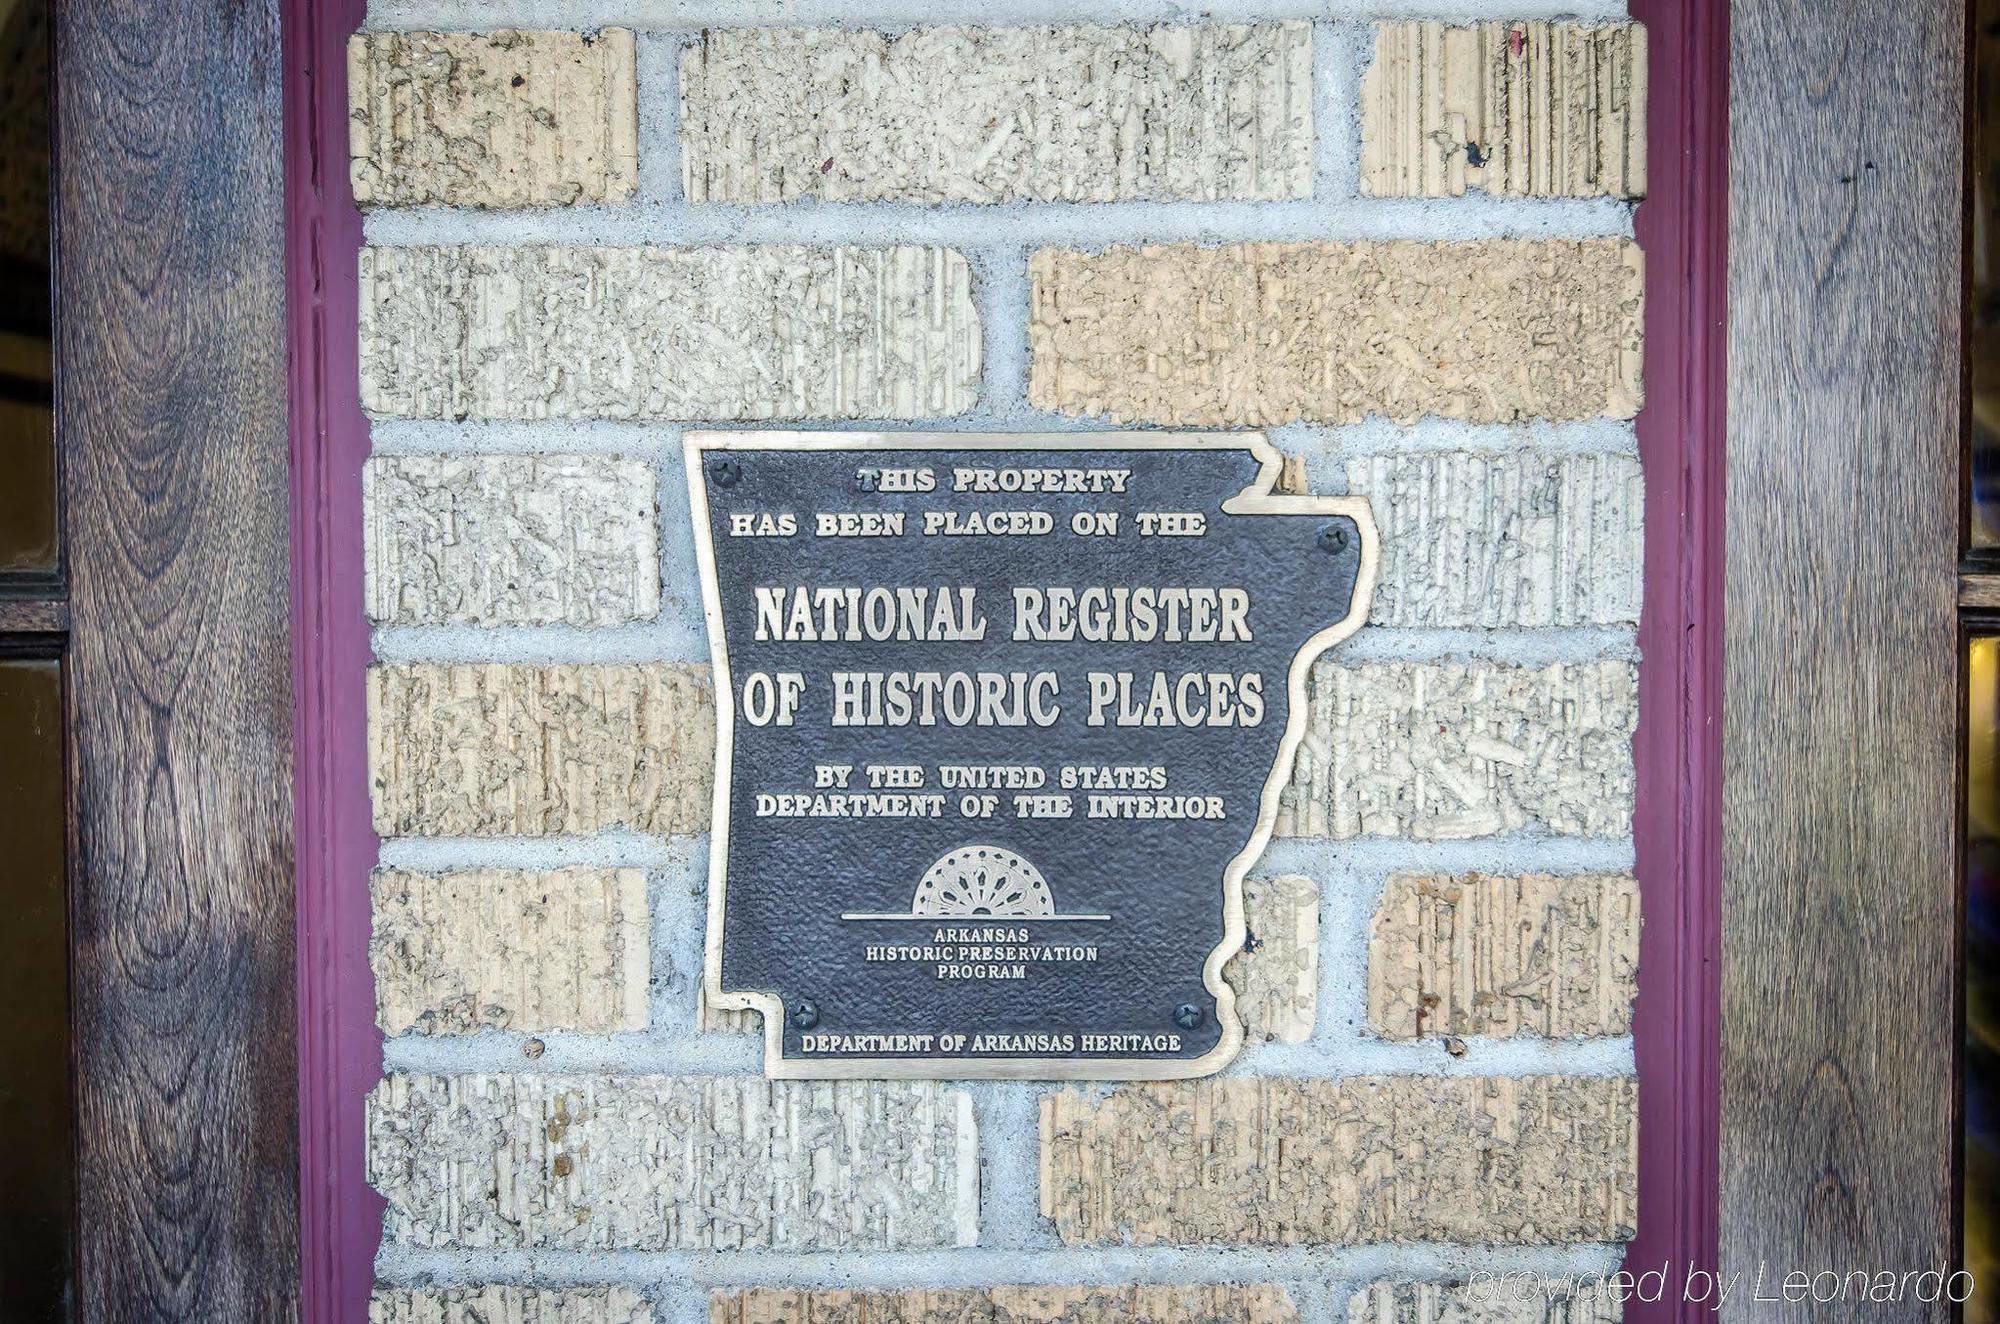 THIS PROPERTY
HAS BEEN PLACED ON THE
NATIONAL REGISTER
OF HISTORIC PLACES
BY THE UNITED STATES
DEPARTMENT OF THE INTERIOR
ARKANSAS
HISTORIC PRESERVATION
PROGRAM
DEPARTMENT OF ARKANSAS HERITAGE
provided by Leonardo